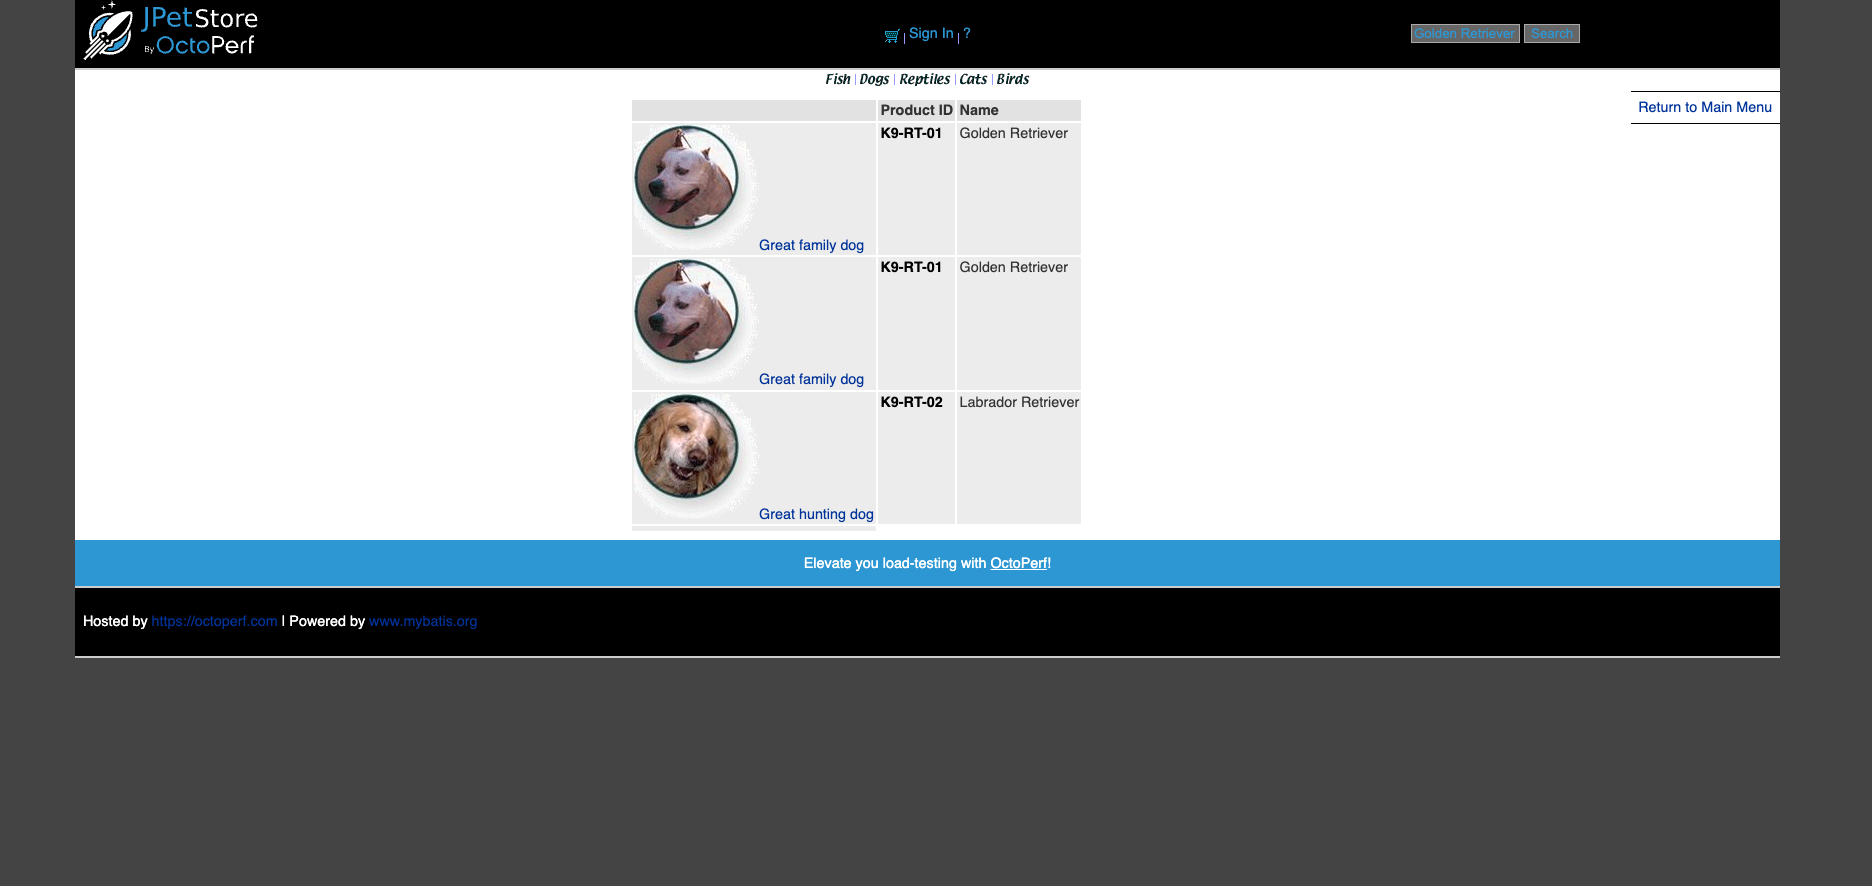 JPetStore
By OctoPerf
Sign In | ?
Golden Retriever Search
Fish | Dogs | Reptiles | Cats | Birds
Return to Main Menu
Product ID Name
K9-RT-01 Golden Retriever
Great family dog
K9-RT-01 Golden Retriever
Great family dog
K9-RT-02 Labrador Retriever
Great hunting dog
Elevate you load-testing with OctoPerf!
Hosted by https://octoperf.com | Powered by www.mybatis.org